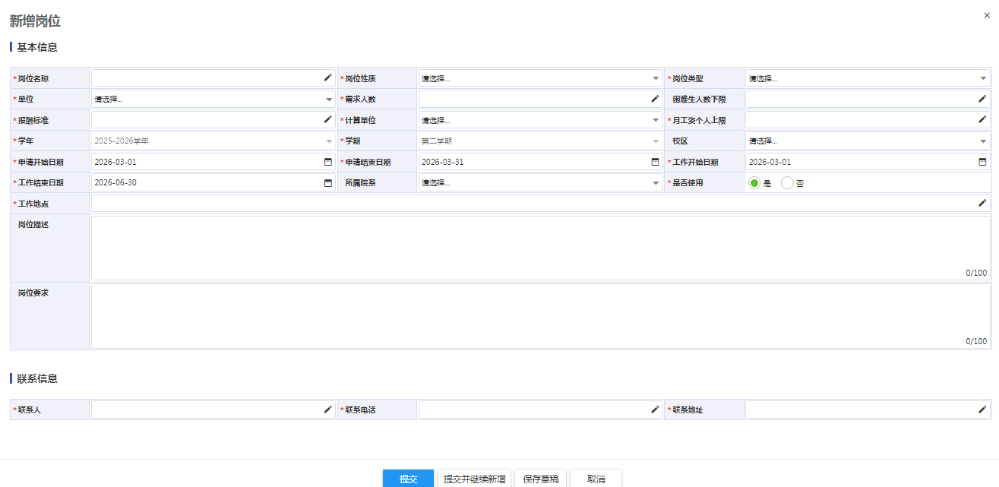 新增岗位
×
基本信息
*岗位名称 *岗位性质 请选择... *岗位类型 请选择...
*单位 请选择... *需求人数 困难生人数下限
*报酬标准 *计算单位 请选择... *月工资个人上限
*学年 2025-2026学年 *学期 第二学期 校区 请选择...
*申请开始日期 2026-03-01 *申请结束日期 2026-03-31 *工作开始日期 2026-03-01
*工作结束日期 2026-06-30 所属院系 请选择... *是否使用 是 否
*工作地点
岗位描述
0/100
岗位要求
0/100
联系信息
*联系人 *联系电话 *联系地址
提交 提交并继续新增 保存草稿 取消